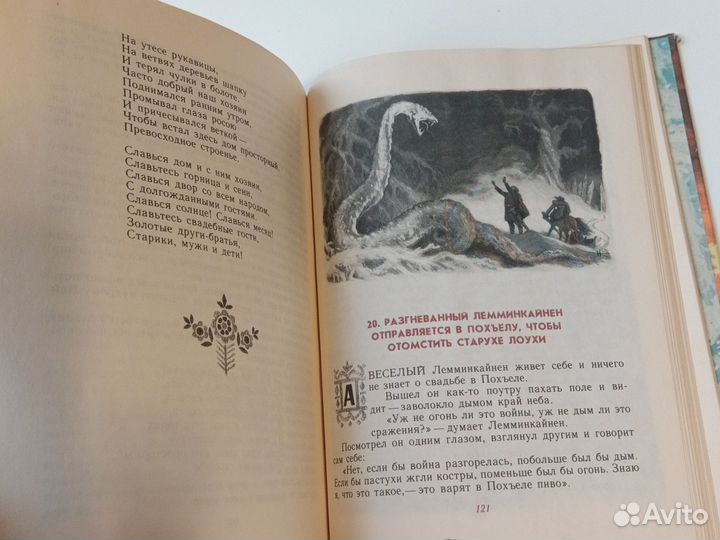 На утесе рукавицы,
На ветвях деревьев шапку
И терял чулки в болоте.
Часто добрый наш хозяин
Поднимался ранним утром,
Промывал глаза росою
И причесывался веткой—
Чтобы встал здесь дом просторный,
Превосходное строенье.
Славься дом и с ним хозяин,
Славьтесь горница и сени,
Славься двор со всем народом,
С долгожданными гостями.
Славься солнце! Славься месяц!
Славьтесь свадебные гости,
Золотые други-братья,
Старики, мужи и дети!
20. РАЗГНЕВАННЫЙ ЛЕММИНКАЙНЕН
ОТПРАВЛЯЕТСЯ В ПОХЪЕЛУ, ЧТОБЫ
ОТОМСТИТЬ СТАРУХЕ ЛОУХИ
А ВЕСЕЛЫЙ Лемминкайнен живет себе и ничего
не знает о свадьбе в Похъеле.
Вышел он как-то поутру пахать поле и ви-
дит—заволокло дымом край неба.
«Уж не огонь ли это войны, уж не дым ли это
сражения?»—думает Лемминкайнен.
Посмотрел он одним глазом, взглянул другим и говорит
сам себе:
«Нет, если бы война разгорелась, побольше был бы дым.
Если бы пастухи жгли костры, поменьше был бы огонь. Знаю
я, что это такое,—это варят в Похъеле пиво».
121
Avito